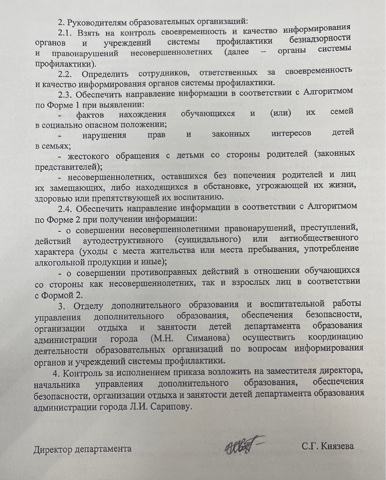 2. Руководителям образовательных организаций:
2.1. Взять на контроль своевременность и качество информирования
органов и учреждений системы профилактики безнадзорности
и правонарушений несовершеннолетних (далее – органы системы
профилактики).
2.2. Определить сотрудников, ответственных за своевременность
и качество информирования органов системы профилактики.
2.3. Обеспечить направление информации в соответствии с Алгоритмом
по Форме 1 при выявлении:
- фактов нахождения обучающихся и (или) их семей
в социально опасном положении;
- нарушения прав и законных интересов детей
в семьях;
- жестокого обращения с детьми со стороны родителей (законных
представителей);
- несовершеннолетних, оставшихся без попечения родителей и лиц
их замещающих, либо находящихся в обстановке, угрожающей их жизни,
здоровью или препятствующей их воспитанию.
2.4. Обеспечить направление информации в соответствии с Алгоритмом
по Форме 2 при получении информации:
- о совершении несовершеннолетними правонарушений, преступлений,
действий аутодеструктивного (суицидального) или антиобщественного
характера (уходы с места жительства или места пребывания, употребление
алкогольной продукции и иные);
- о совершении противоправных действий в отношении обучающихся
со стороны как несовершеннолетних, так и взрослых лиц в соответствии
с Формой 2.
3. Отделу дополнительного образования и воспитательной работы
управления дополнительного образования, обеспечения безопасности,
организации отдыха и занятости детей департамента образования
администрации города (М.Н. Симанова) осуществить координацию
деятельности образовательных организаций по вопросам информирования
органов и учреждений системы профилактики.
4. Контроль за исполнением приказа возложить на заместителя директора,
начальника управления дополнительного образования, обеспечения
безопасности, организации отдыха и занятости детей департамента образования
администрации города Л.И. Сарипову.
Директор департамента С.Г. Князева